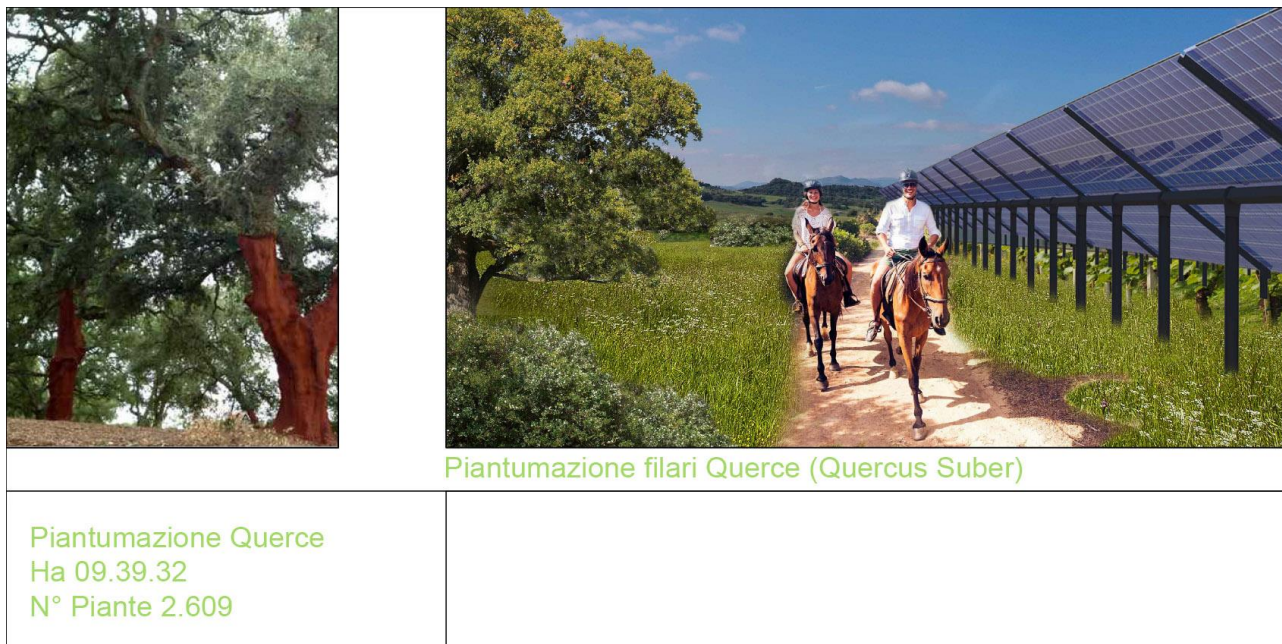 Piantumazione filari Querce (Quercus Suber)
Piantumazione Querce
Ha 09.39.32
N° Piante 2.609